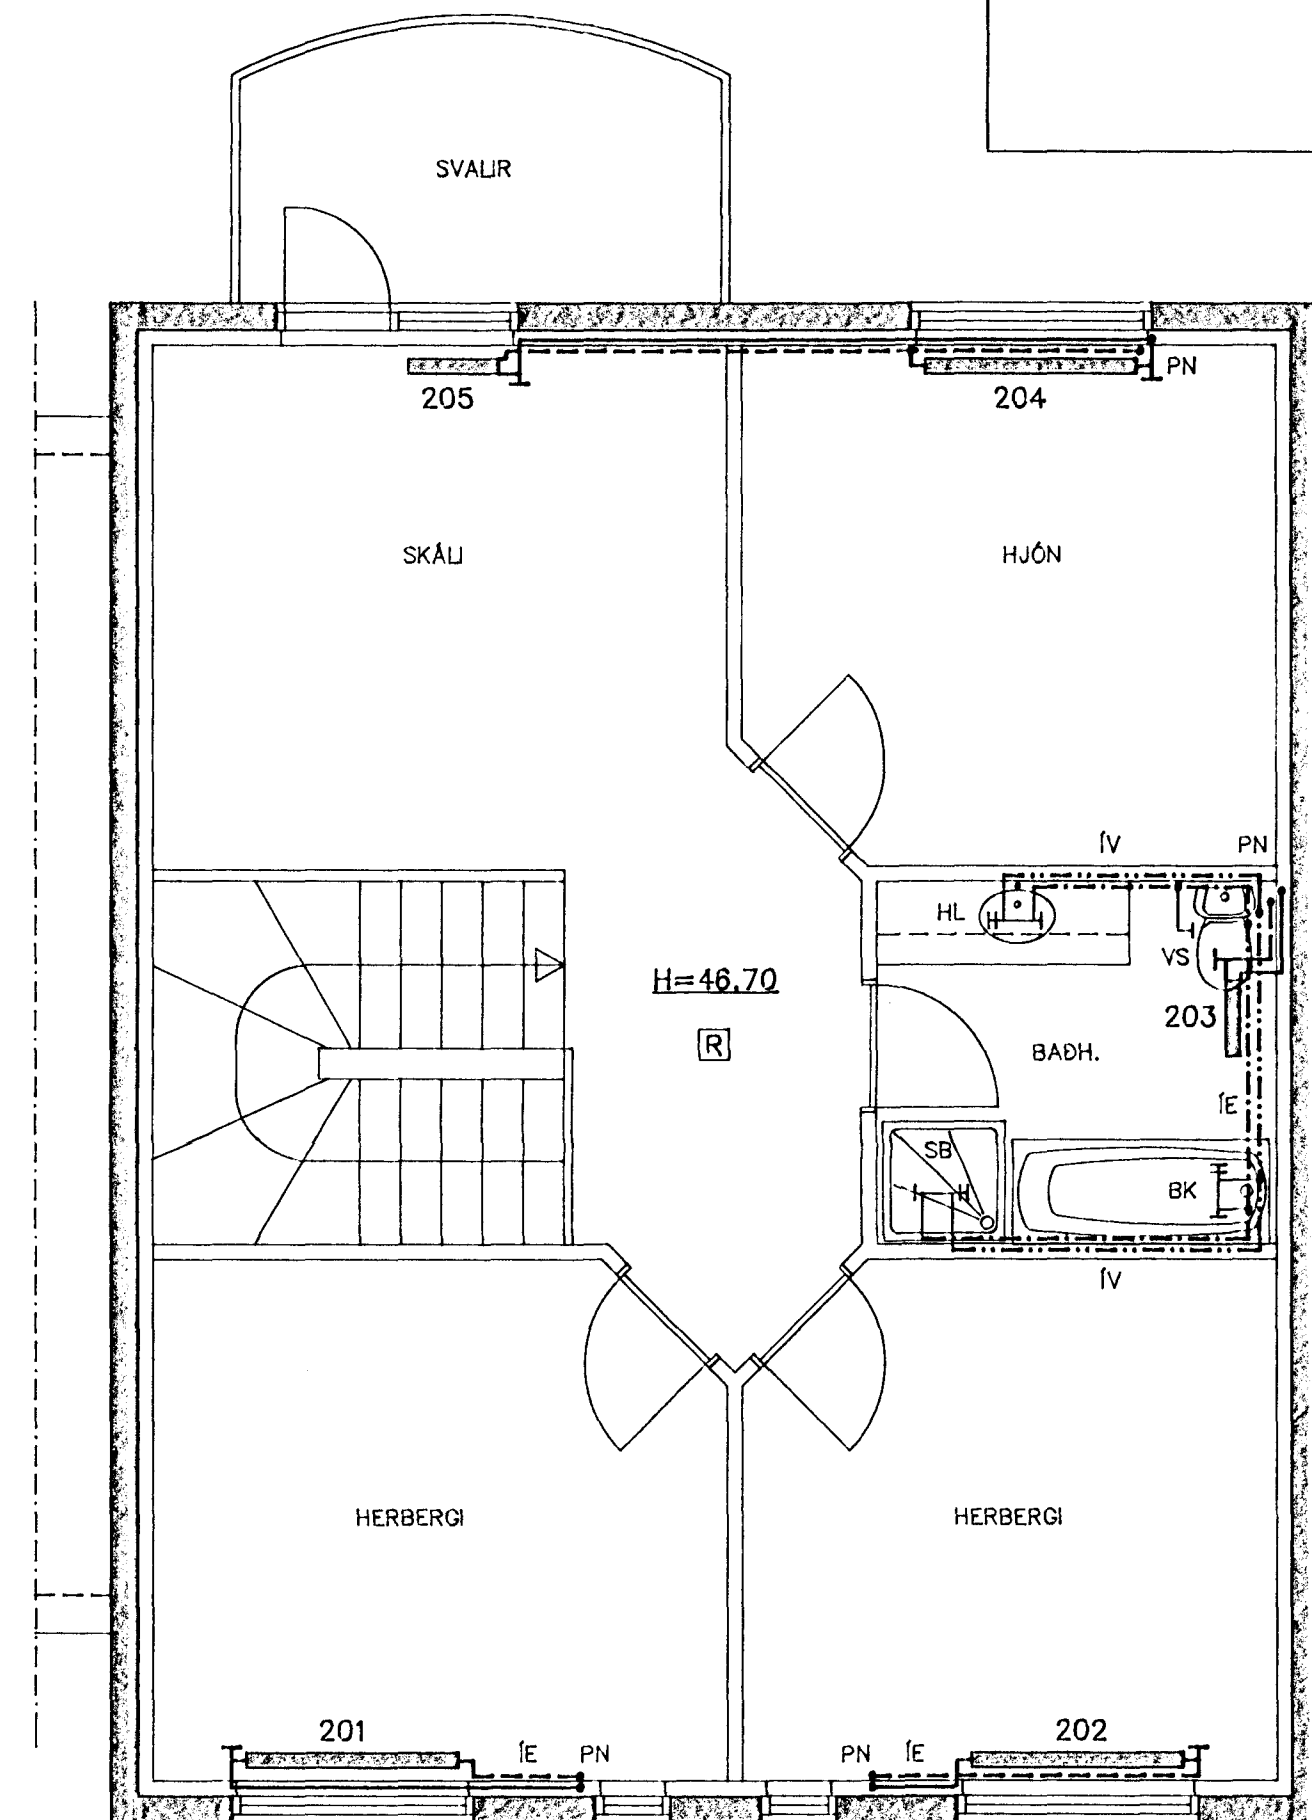 SVALIR
205
204
PN
SKÁLI
HJÓN
ÍV
PN
HL
VS
H=46.70
203
R
BAÐH.
ÍE
SB
BK
ÍV
HERBERGI
HERBERGI
201
ÍE
PN
PN
ÍE
202